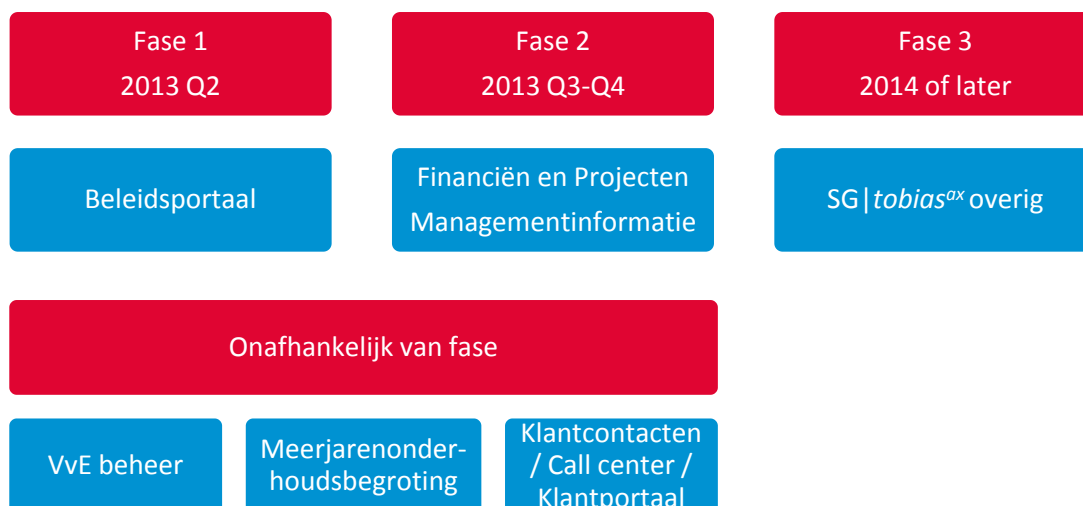 Fase 1
2013 Q2
Fase 2
2013 Q3-Q4
Fase 3
2014 of later
Beleidsportaal
Financiën en Projecten
Managementinformatie
SG|tobiasᵃˣ overig
Onafhankelijk van fase
VvE beheer
Meerjarenonder-
houdsbegroting
Klantcontacten
/ Call center /
Klantportaal